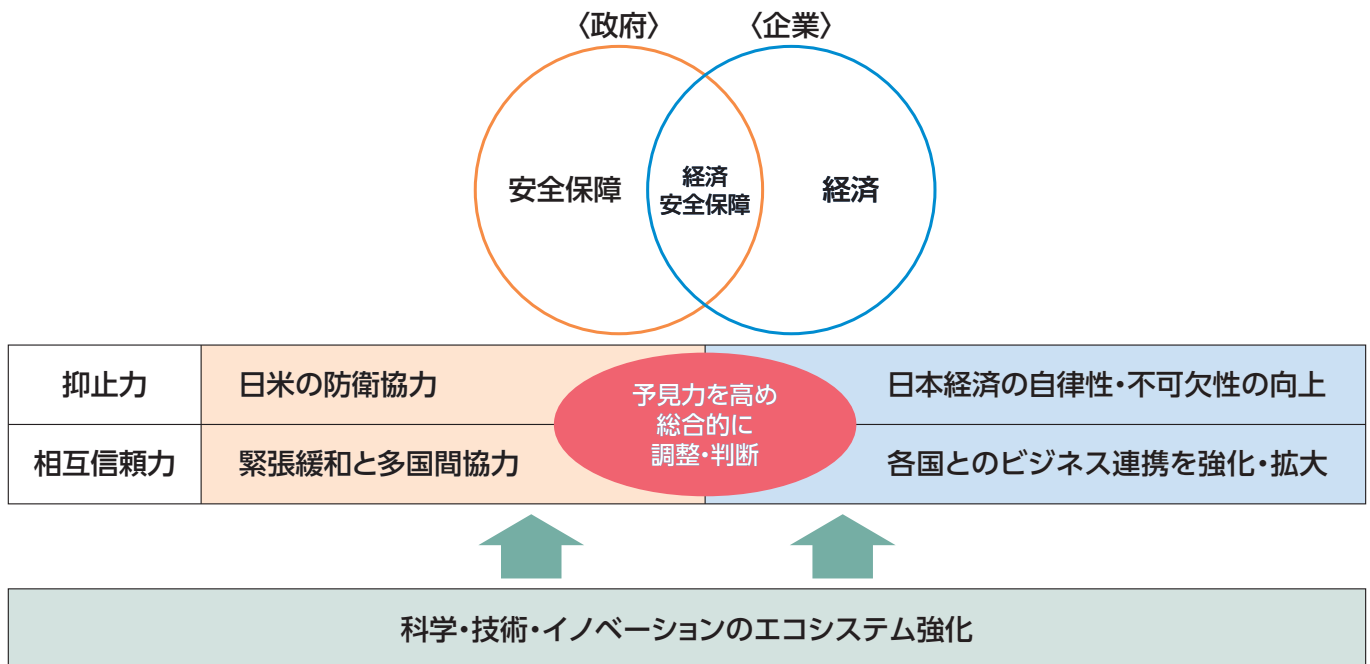 〈政府〉
〈企業〉
安全保障
経済
安全保障
経済
抑止力
日米の防衛協力
予見力を高め
総合的に
調整・判断
日本経済の自律性・不可欠性の向上
相互信頼力
緊張緩和と多国間協力
各国とのビジネス連携を強化・拡大
科学・技術・イノベーションのエコシステム強化